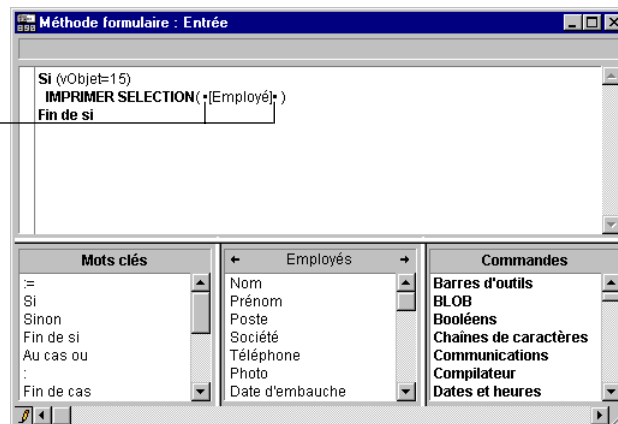 Méthode formulaire : Entrée
Si (vObjet=15)
IMPRIMER SELECTION( •[Employé]• )
Fin de si
Mots clés
:=
Si
Sinon
Fin de si
Au cas ou
:
Fin de cas
← Employés →
Nom
Prénom
Poste
Société
Téléphone
Photo
Date d'embauche
Commandes
Barres d'outils
BLOB
Booléens
Chaînes de caractères
Communications
Compilateur
Dates et heures